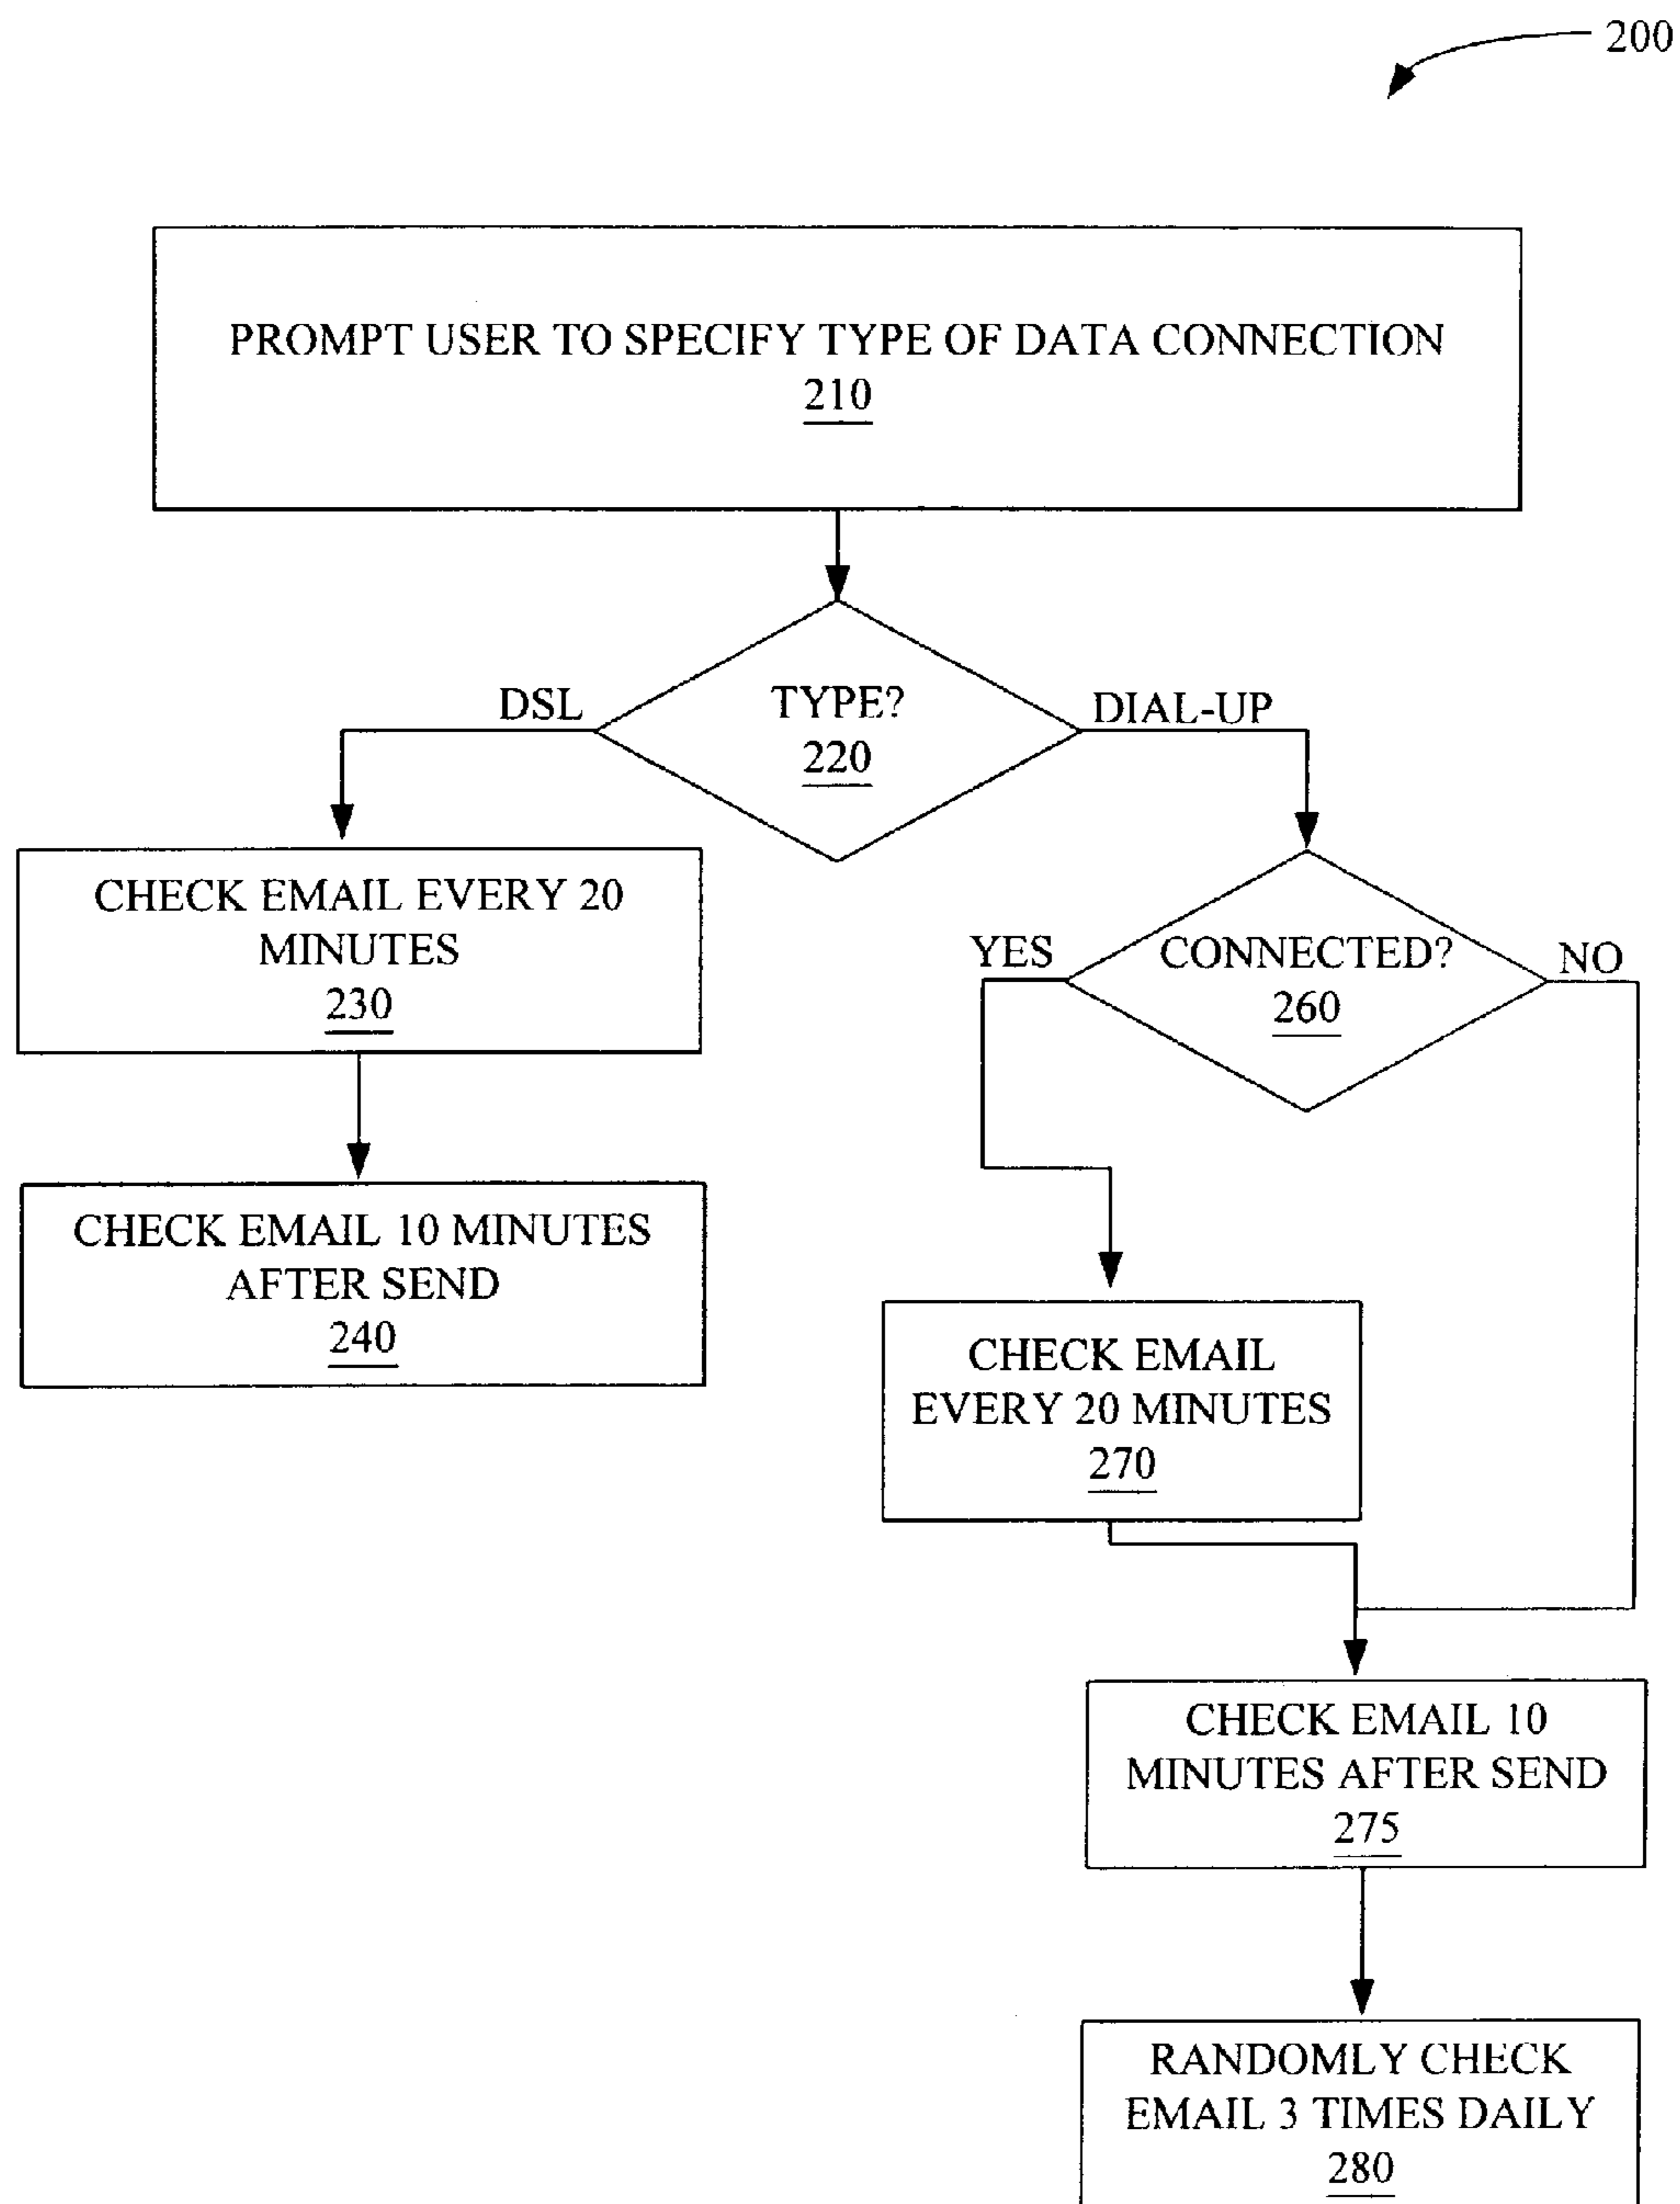 200
PROMPT USER TO SPECIFY TYPE OF DATA CONNECTION
210
DSL
TYPE?
220
DIAL-UP
CHECK EMAIL EVERY 20
MINUTES
230
YES
CONNECTED?
260
NO
CHECK EMAIL 10 MINUTES
AFTER SEND
240
CHECK EMAIL
EVERY 20 MINUTES
270
CHECK EMAIL 10
MINUTES AFTER SEND
275
RANDOMLY CHECK
EMAIL 3 TIMES DAILY
280